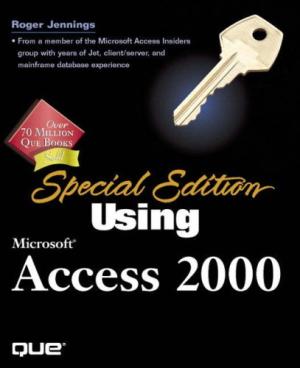 Roger Jennings
• From a member of the Microsoft Access Insiders
group with years of Jet, client/server, and
mainframe database experience
Over
70 MILLION
QUE BOOKS
Sold
Special Edition
Using
Microsoft®
Access 2000
QUE®